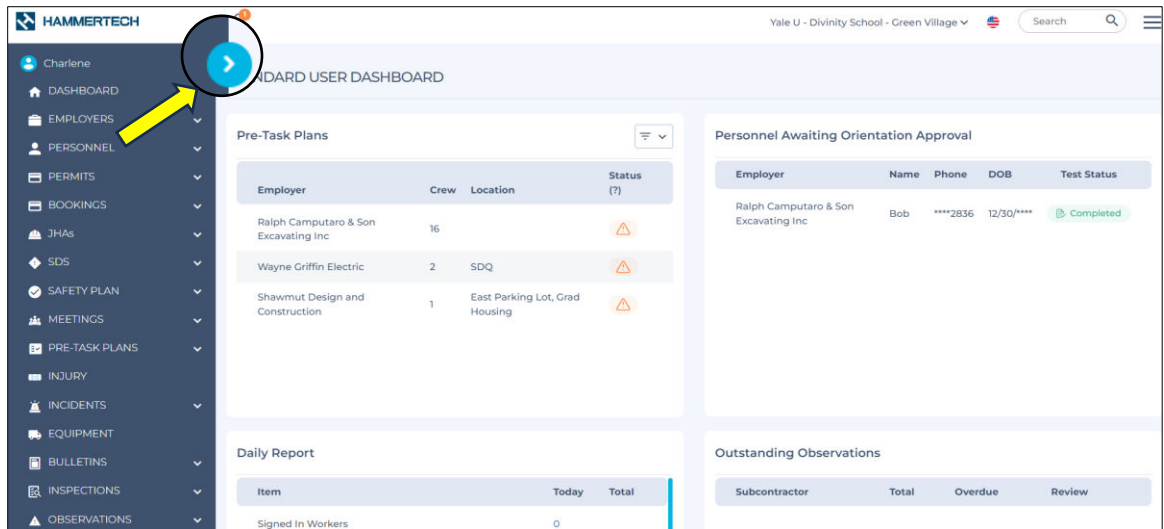 HAMMERTECH
1
Yale U - Divinity School - Green Village
Search
Charlene
DASHBOARD
EMPLOYERS
PERSONNEL
PERMITS
BOOKINGS
JHAs
SDS
SAFETY PLAN
MEETINGS
PRE-TASK PLANS
INJURY
INCIDENTS
EQUIPMENT
BULLETINS
INSPECTIONS
OBSERVATIONS
NDARD USER DASHBOARD
Pre-Task Plans
Employer Crew Location Status (?)
Ralph Camputaro & Son 16
Excavating Inc
Wayne Griffin Electric 2 SDQ
Shawmut Design and 1 East Parking Lot, Grad
Construction Housing
Personnel Awaiting Orientation Approval
Employer Name Phone DOB Test Status
Ralph Camputaro & Son Bob ****2836 12/30/**** Completed
Excavating Inc
Daily Report
Item Today Total
Signed In Workers 0
Outstanding Observations
Subcontractor Total Overdue Review